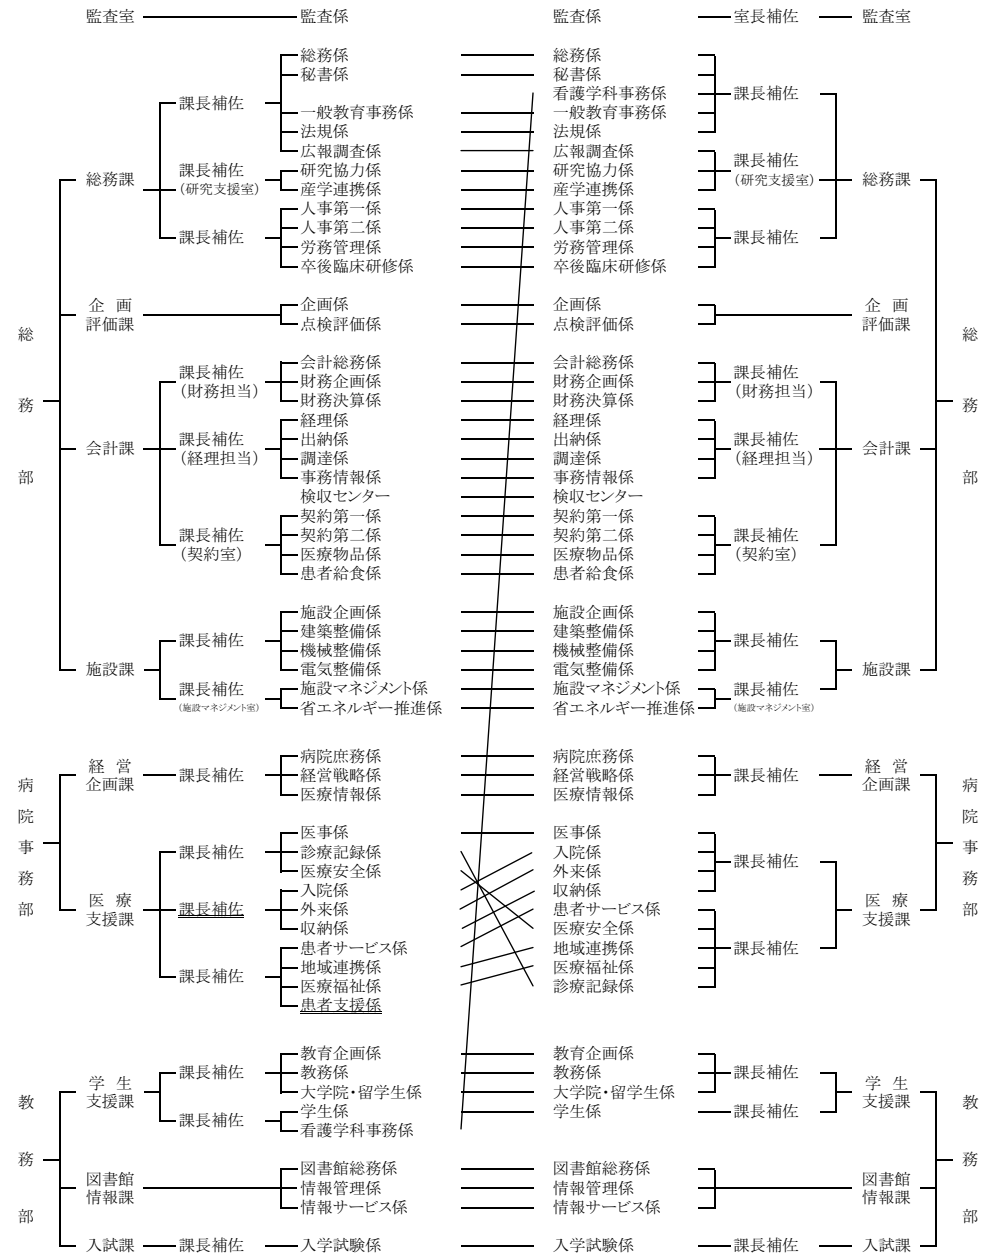 監査室 監査係 監査係 室長補佐 監査室
総務係 総務係
秘書係 秘書係
看護学科事務係
課長補佐 課長補佐
一般教育事務係 一般教育事務係
法規係 法規係
広報調査係 広報調査係
課長補佐 研究協力係 研究協力係 課長補佐
総務課 総務課
(研究支援室) 産学連携係 産学連携係 (研究支援室)
人事第一係 人事第一係
人事第二係 人事第二係
課長補佐 課長補佐
労務管理係 労務管理係
卒後臨床研修係 卒後臨床研修係
企画 企画係 企画係 企画
評価課 点検評価係 点検評価係 評価課
総務部 総務部
会計総務係 会計総務係
課長補佐 財務企画係 財務企画係 課長補佐
(財務担当) 財務決算係 財務決算係 (財務担当)
経理係 経理係
課長補佐 出納係 出納係 課長補佐
会計課 会計課
(経理担当) 調達係 調達係 (経理担当)
事務情報係 事務情報係
検収センター 検収センター
契約第一係 契約第一係
課長補佐 契約第二係 契約第二係 課長補佐
(契約室) 医療物品係 医療物品係 (契約室)
患者給食係 患者給食係
施設企画係 施設企画係
課長補佐 建築整備係 建築整備係 課長補佐
機械整備係 機械整備係
施設課 電気整備係 電気整備係 施設課
課長補佐 施設マネジメント係 施設マネジメント係 課長補佐
(施設マネジメント室) 省エネルギー推進係 省エネルギー推進係 (施設マネジメント室)
病院庶務係 病院庶務係
経営 課長補佐 経営戦略係 経営戦略係 課長補佐 経営
企画課 医療情報係 医療情報係 企画課
病院事務部 病院事務部
医事係 医事係
課長補佐 診療記録係 入院係 課長補佐
医療安全係 外来係
入院係 収納係
医療 課長補佐 外来係 患者サービス係 医療
支援課 収納係 医療安全係 支援課
患者サービス係 地域連携係 課長補佐
地域連携係 医療福祉係
課長補佐 医療福祉係 診療記録係
患者支援係
教育企画係 教育企画係
課長補佐 教務係 教務係 課長補佐
学生 学生
支援課 大学院・留学生係 大学院・留学生係 支援課
課長補佐 学生係 学生係 課長補佐
看護学科事務係
教務部 教務部
図書館 図書館総務係 図書館総務係 図書館
情報課 情報管理係 情報管理係 情報課
情報サービス係 情報サービス係
入試課 課長補佐 入学試験係 入学試験係 課長補佐 入試課